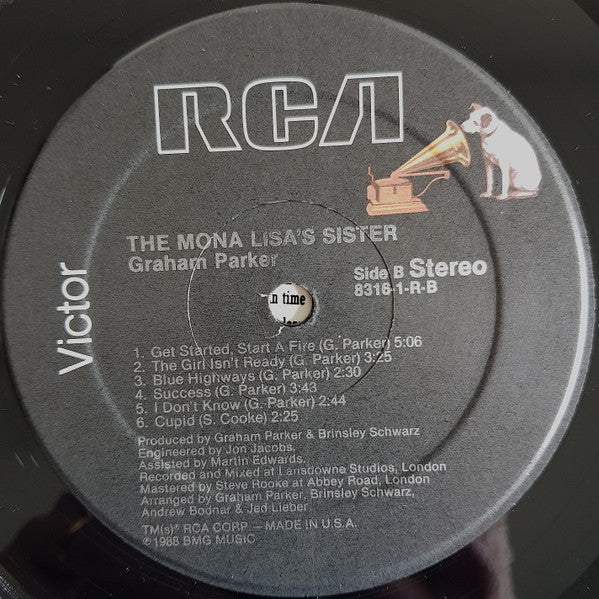 RCA
Victor
THE MONA LISA'S SISTER
Graham Parker
Side B Stereo
8316-1-R-B
in time
1. Get Started, Start A Fire (G. Parker) 5:06
2. The Girl Isn't Ready (G. Parker) 3:25
3. Blue Highways (G. Parker) 2:30
4. Success (G. Parker) 3:43
5. I Don't Know (G. Parker) 2:44
6. Cupid (S. Cooke) 2:25
Produced by Graham Parker & Brinsley Schwarz
Engineered by Jon Jacobs,
Assisted by Martin Edwards.
Recorded and Mixed at Lansdowne Studios, London
Mastered by Steve Rooke at Abbey Road, London
Arranged by Graham Parker, Brinsley Schwarz,
Andrew Bodnar & Jed Lieber
TM(s)® RCA CORP. — MADE IN U.S.A.
℗1988 BMG MUSIC